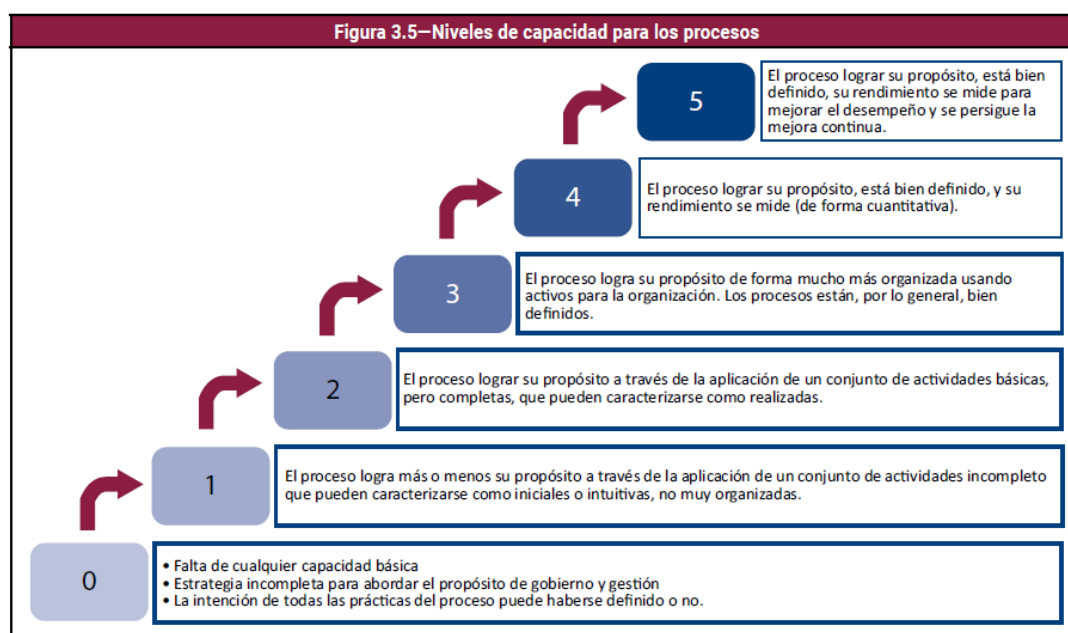 Figura 3.5—Niveles de capacidad para los procesos
5
El proceso lograr su propósito, está bien
definido, su rendimiento se mide para
mejorar el desempeño y se persigue la
mejora continua.
4
El proceso lograr su propósito, está bien definido, y su
rendimiento se mide (de forma cuantitativa).
3
El proceso logra su propósito de forma mucho más organizada usando
activos para la organización. Los procesos están, por lo general, bien
definidos.
2
El proceso lograr su propósito a través de la aplicación de un conjunto de actividades básicas,
pero completas, que pueden caracterizarse como realizadas.
1
El proceso logra más o menos su propósito a través de la aplicación de un conjunto de actividades incompleto
que pueden caracterizarse como iniciales o intuitivas, no muy organizadas.
0
• Falta de cualquier capacidad básica
• Estrategia incompleta para abordar el propósito de gobierno y gestión
• La intención de todas las prácticas del proceso puede haberse definido o no.